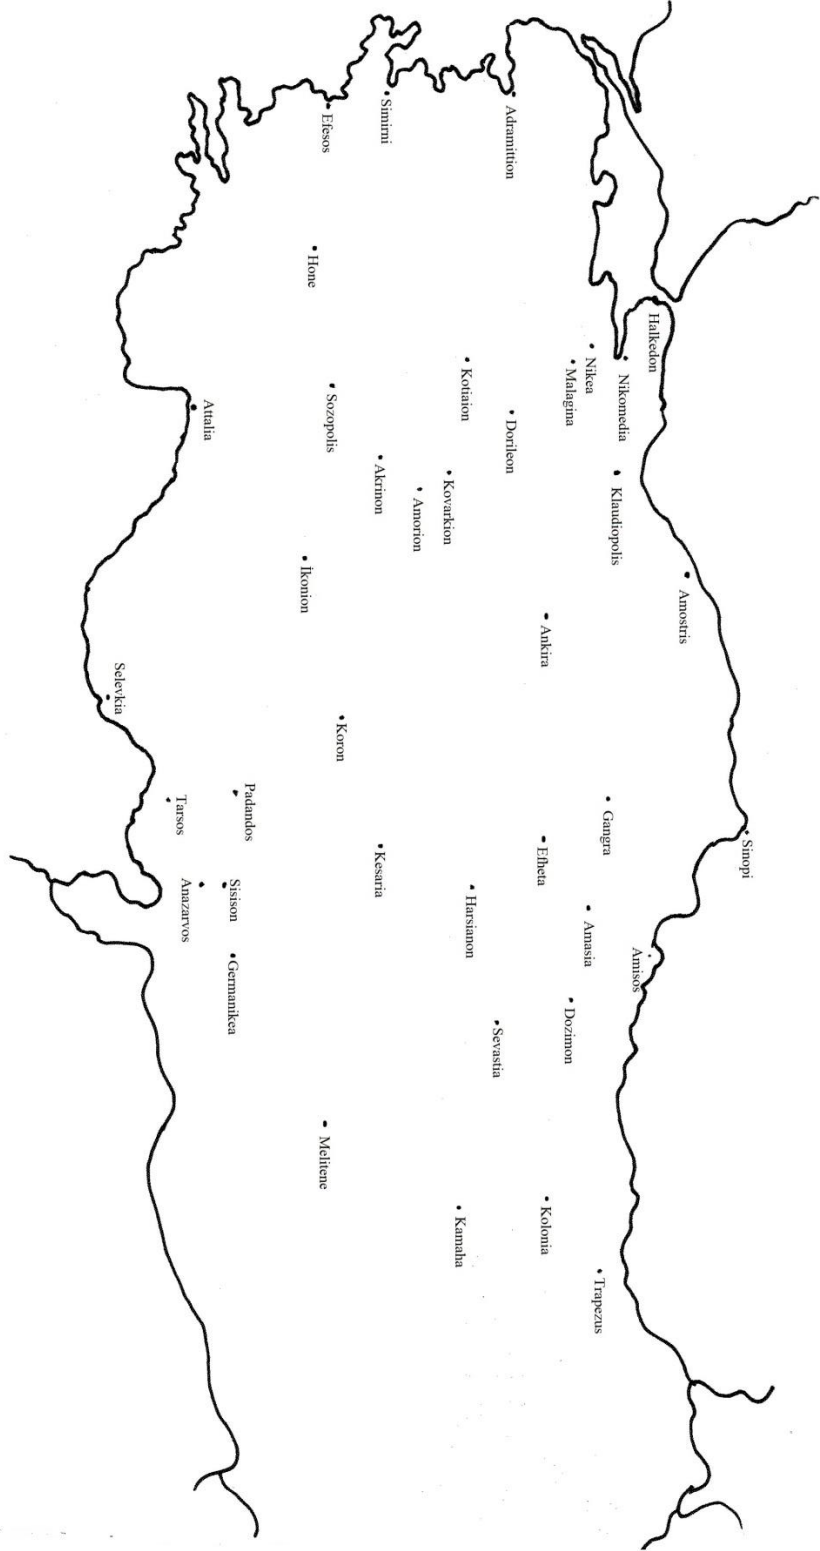 Adramittion
Simirni
Efesos
Hone
Halkedon
Nikomedia
Nikea
Malagina
Kotiaion
Dorileon
Sozopolis
Attalia
Akrinon
Amorion
Kovarkion
Klaudiopolis
İkonion
Amostris
Ankira
Selevkia
Koron
Padandos
Tarsos
Gangra
Sinopi
Efheta
Kesaria
Sisison
Anazarvos
Harsianon
Amasia
Amisos
Germanikea
Dozimon
Sevastia
Melitene
Kolonia
Kamaha
Trapezus